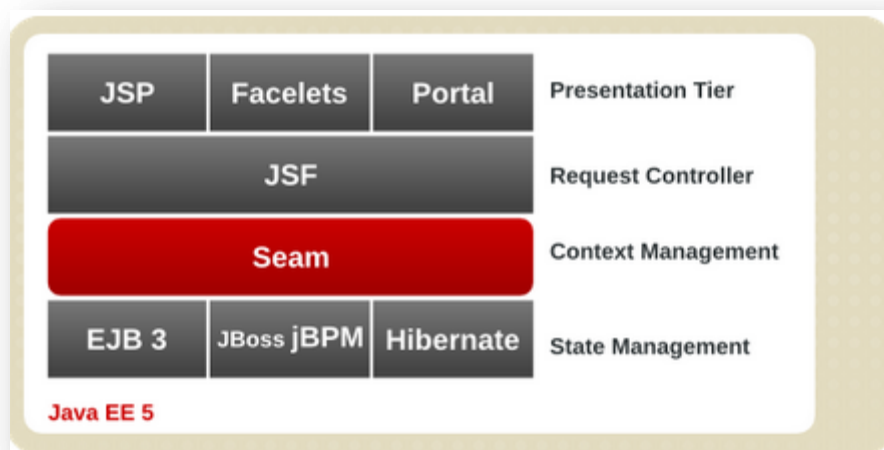 JSP Facelets Portal Presentation Tier
JSF Request Controller
Seam Context Management
EJB 3 JBoss jBPM Hibernate State Management
Java EE 5